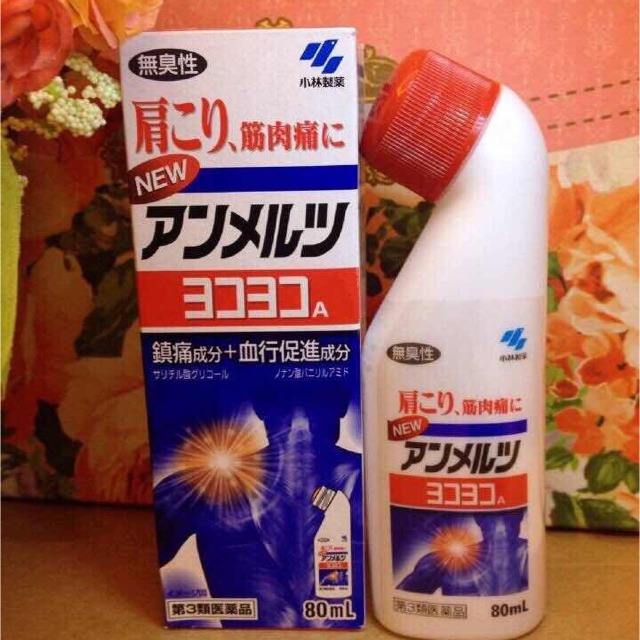 無臭性
小林製薬
肩こり、筋肉痛に
NEW
アンメルツ
ヨコヨコA
鎮痛成分+血行促進成分
サリチル酸グリコール ノナン酸バニリルアミド
アンメルツ
第3類医薬品
80mL
小林製薬
無臭性
肩こり、筋肉痛に
NEW
アンメルツ
ヨコヨコA
第3類医薬品
80mL